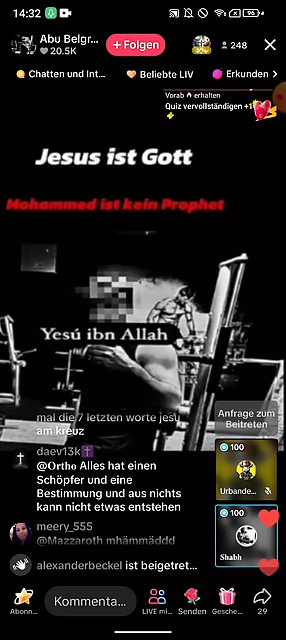 14:32
96
Abu Belgr...
20.5K
+ Folgen
248
Chatten und Int...
Beliebte LIV
Erkunden >
Vorab erhalten
Quiz vervollständigen +1
Jesus ist Gott
Mohammed ist kein Prophet
Yesú ibn Allah
mal die 7 letzten worte jesu
am kreuz
Anfrage zum
Beitreten
daev13k
@Ortho Alles hat einen
Schöpfer und eine
Bestimmung und aus nichts
kann nicht etwas entstehen
100
Urbande...
meery_555
@Mazzaroth mhämmäddd
100
Shabh
alexanderbeckel ist beigetret...
Abonn...
Kommenta...
LIVE mi...
Senden
Gesche...
29